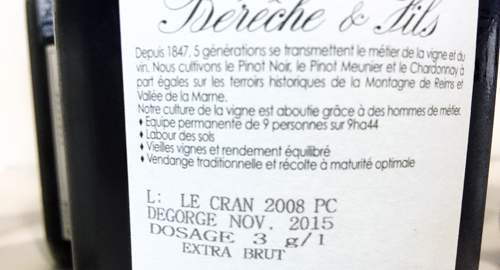 Bérêche & Fils
Depuis 1847, 5 générations se transmettent le métier de la vigne et du
vin. Nous cultivons le Pinot Noir, le Pinot Meunier et le Chardonnay à
part égales sur les terroirs historiques de la Montagne de Reims et
Vallée de la Marne.
Notre culture de la vigne est aboutie grâce à des hommes de métier.
♦ Equipe permanente de 9 personnes sur 9ha44
♦ Labour des sols
♦ Vieilles vignes et rendement équilibré
♦ Vendange traditionnelle et récolte à maturité optimale
L: LE CRAN 2008 PC
DEGORGE NOV. 2015
DOSAGE 3 g/l
EXTRA BRUT